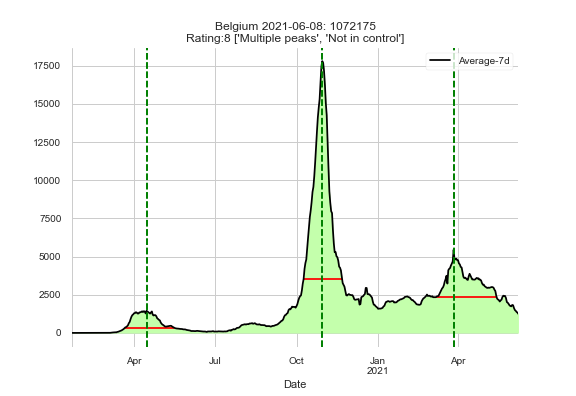 Belgium 2021-06-08: 1072175
Rating:8 ['Multiple peaks', 'Not in control']
Average-7d
17500
15000
12500
10000
7500
5000
2500
0
Apr Jul Oct Jan Apr
2021
Date